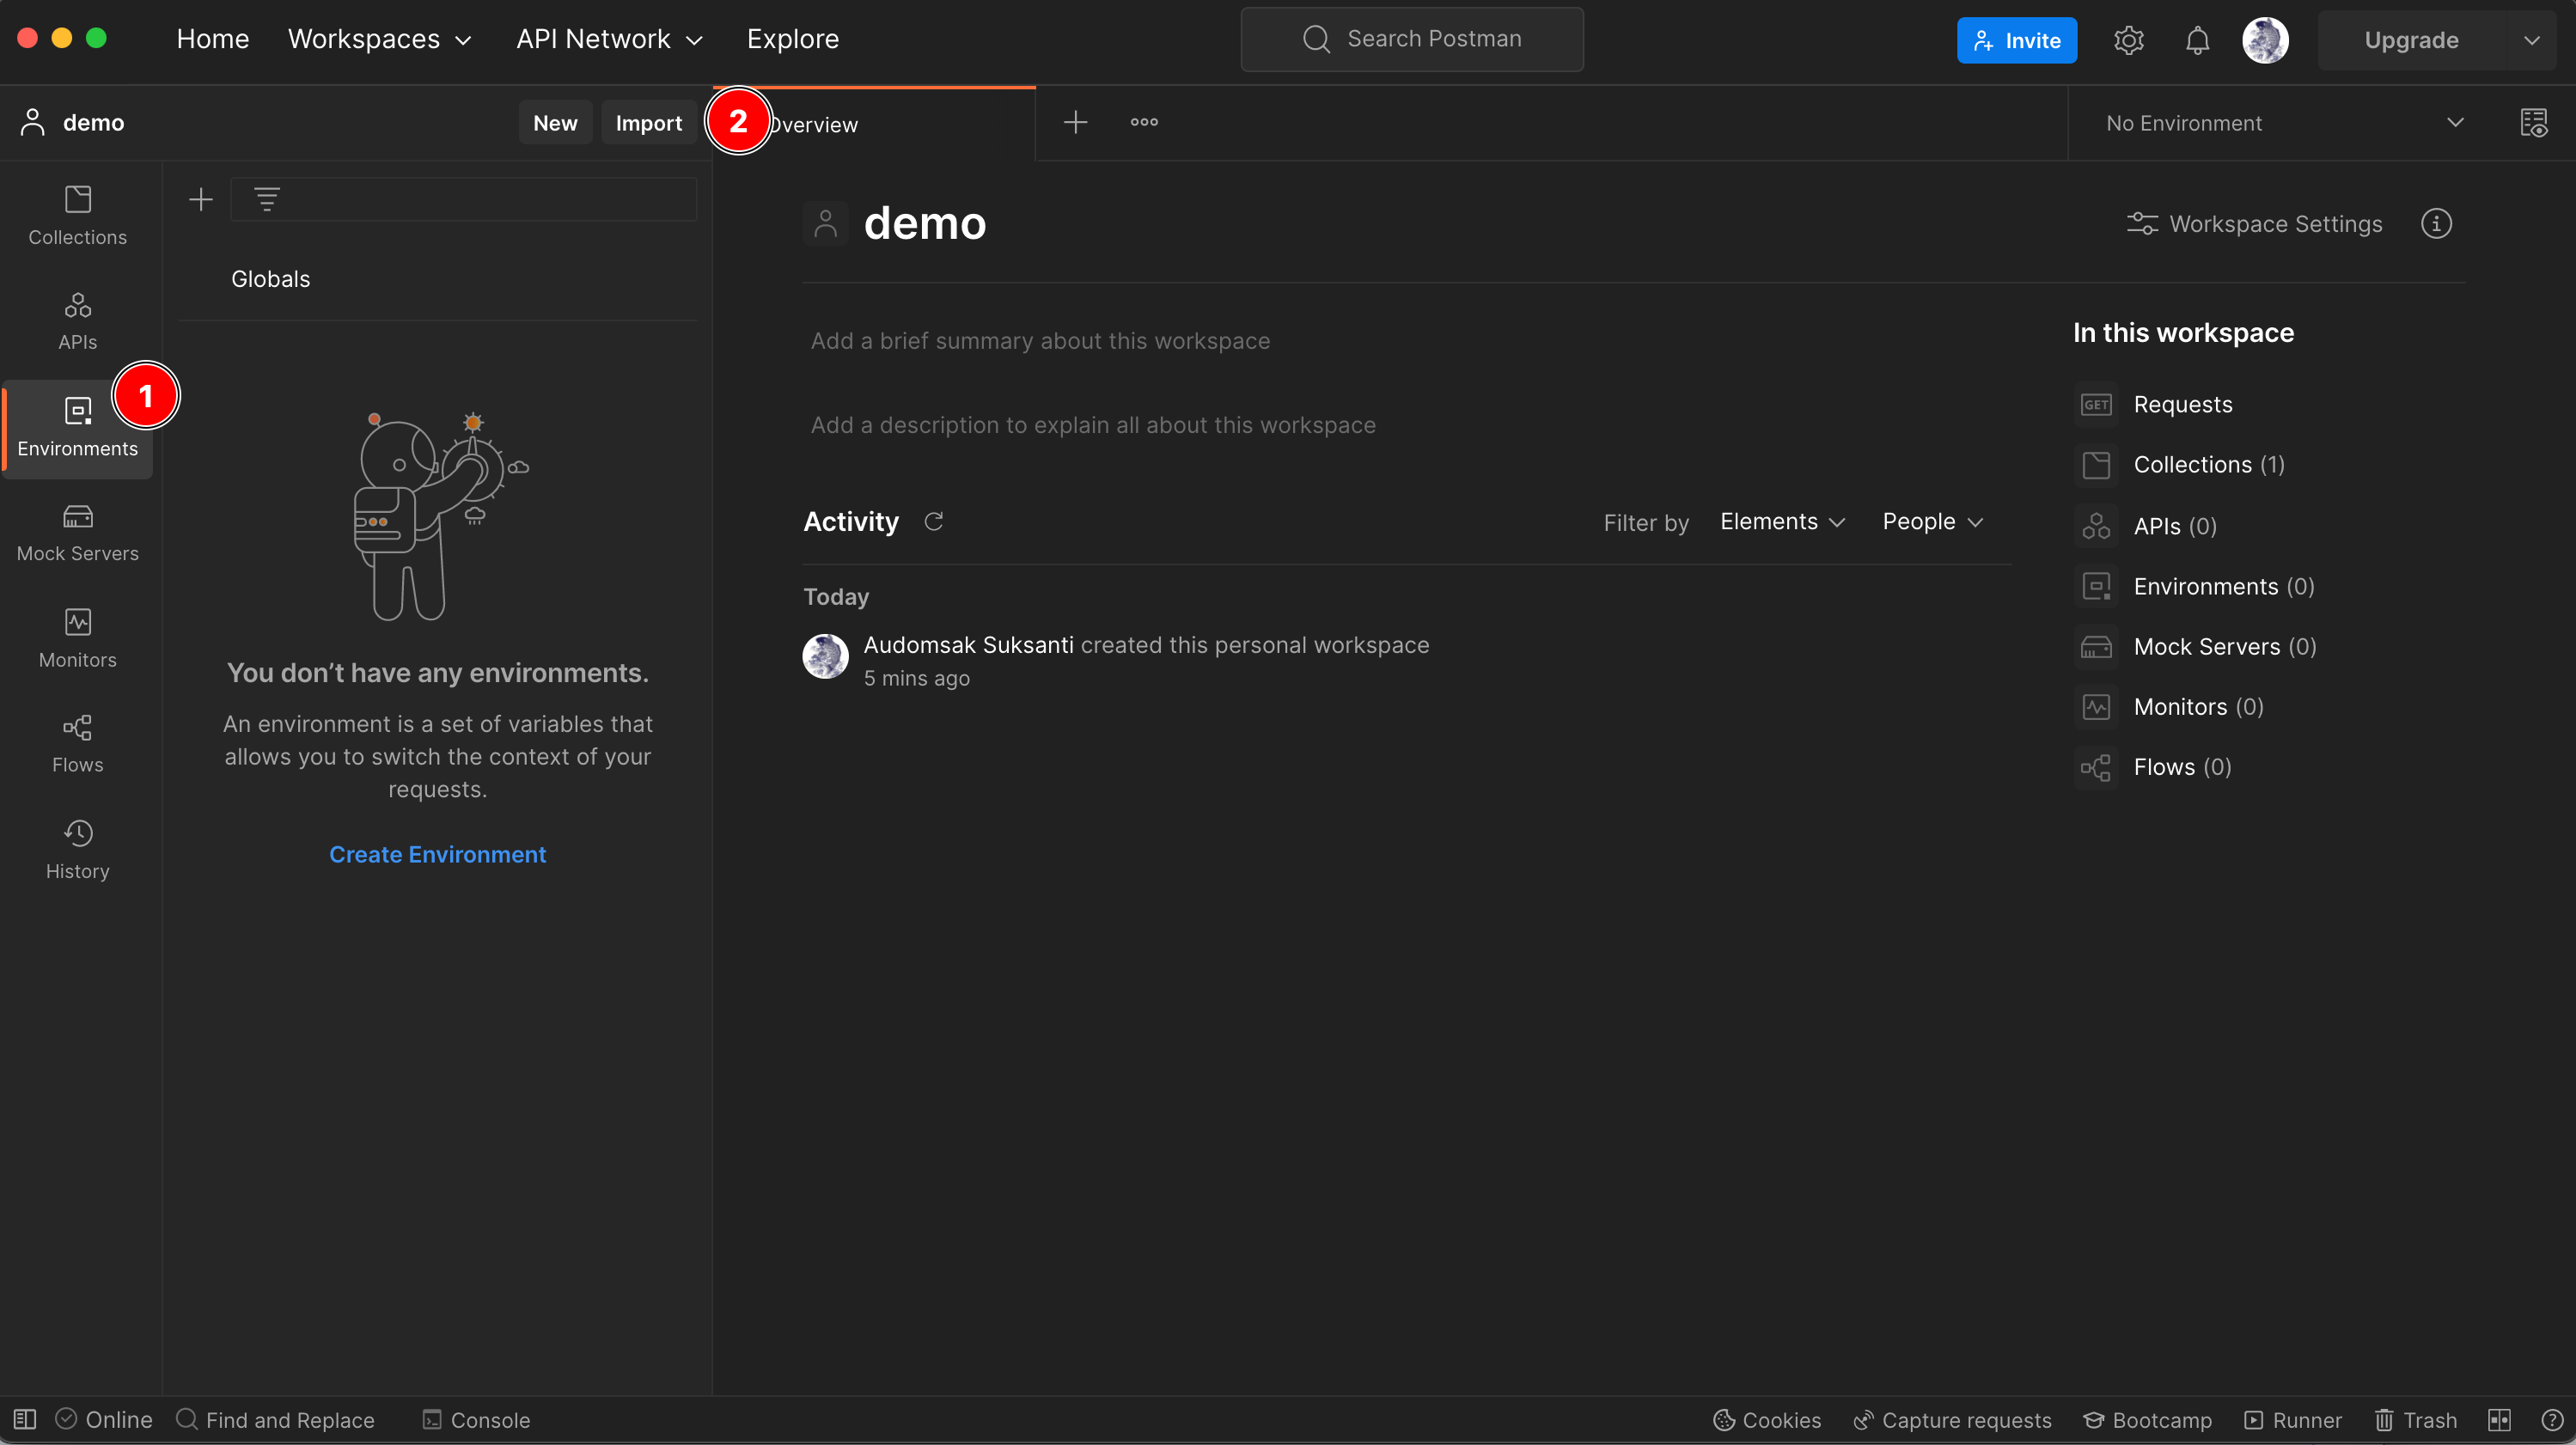 Home Workspaces API Network Explore Search Postman Invite Upgrade
demo New Import 2 Overview No Environment
Collections
APIs
1
Environments
Mock Servers
Monitors
Flows
History
Globals
You don’t have any environments.
An environment is a set of variables that
allows you to switch the context of your
requests.
Create Environment
demo
Workspace Settings
Add a brief summary about this workspace
Add a description to explain all about this workspace
Activity Filter by Elements People
Today
Audomsak Suksanti created this personal workspace
5 mins ago
In this workspace
GET Requests
Collections (1)
APIs (0)
Environments (0)
Mock Servers (0)
Monitors (0)
Flows (0)
Online Find and Replace Console Cookies Capture requests Bootcamp Runner Trash